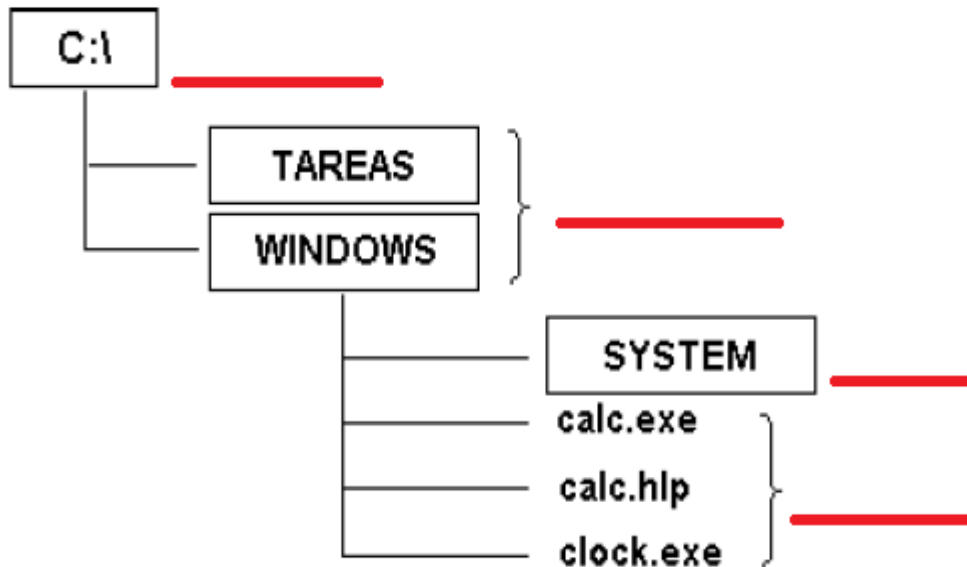 C:\
TAREAS
WINDOWS
SYSTEM
calc.exe
calc.hlp
clock.exe